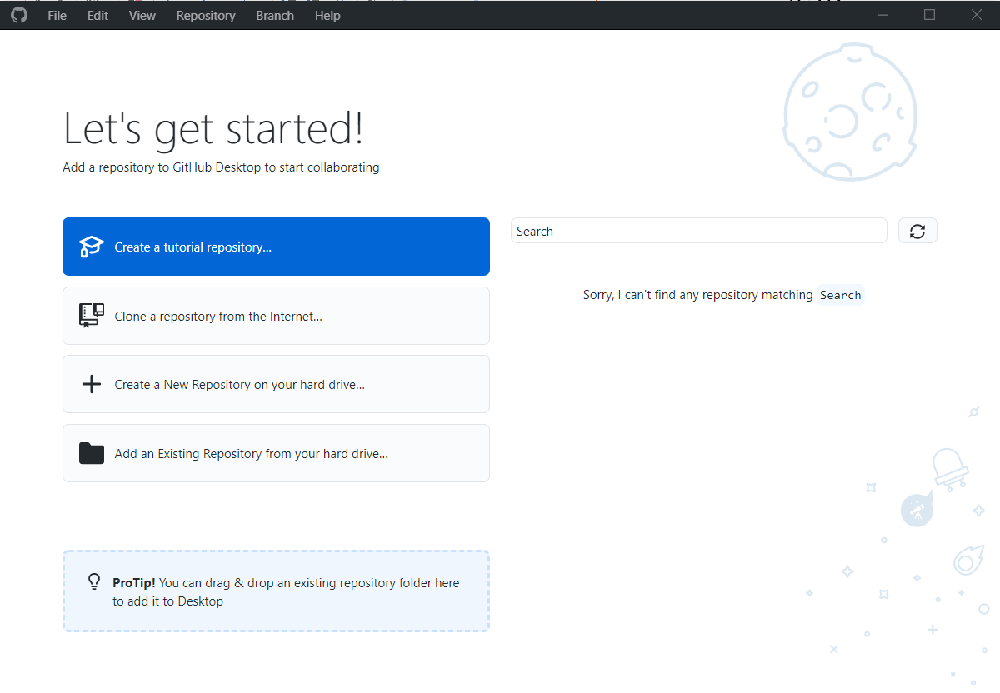 File Edit View Repository Branch Help
Let's get started!
Add a repository to GitHub Desktop to start collaborating
Create a tutorial repository...
Clone a repository from the Internet...
Create a New Repository on your hard drive...
Add an Existing Repository from your hard drive...
ProTip! You can drag & drop an existing repository folder here
to add it to Desktop
Search
Sorry, I can't find any repository matching Search